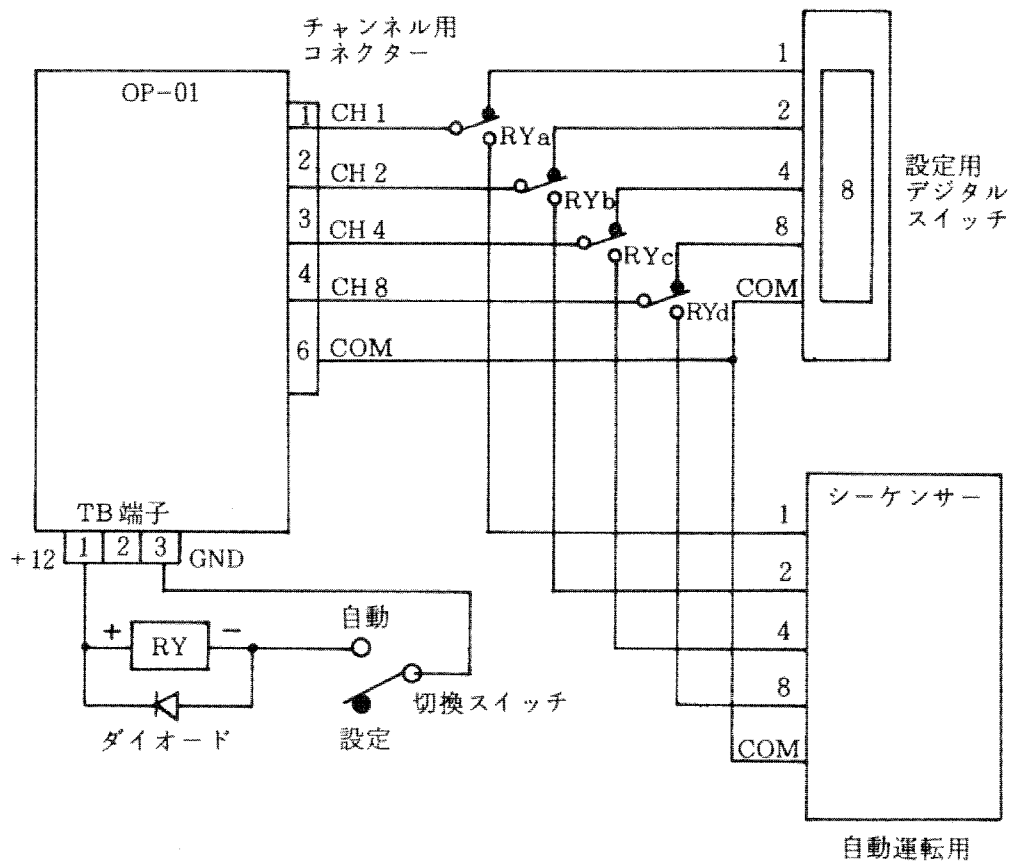 チャンネル用
コネクター
OP-01
1 CH 1
2 CH 2
3 CH 4
4 CH 8
6 COM
RYa
RYb
RYc
RYd
1
2
4
8
COM
8
設定用
デジタル
スイッチ
TB端子
+12 1 2 3 GND
+ RY −
ダイオード
自動
切換スイッチ
設定
シーケンサー
1
2
4
8
COM
自動運転用